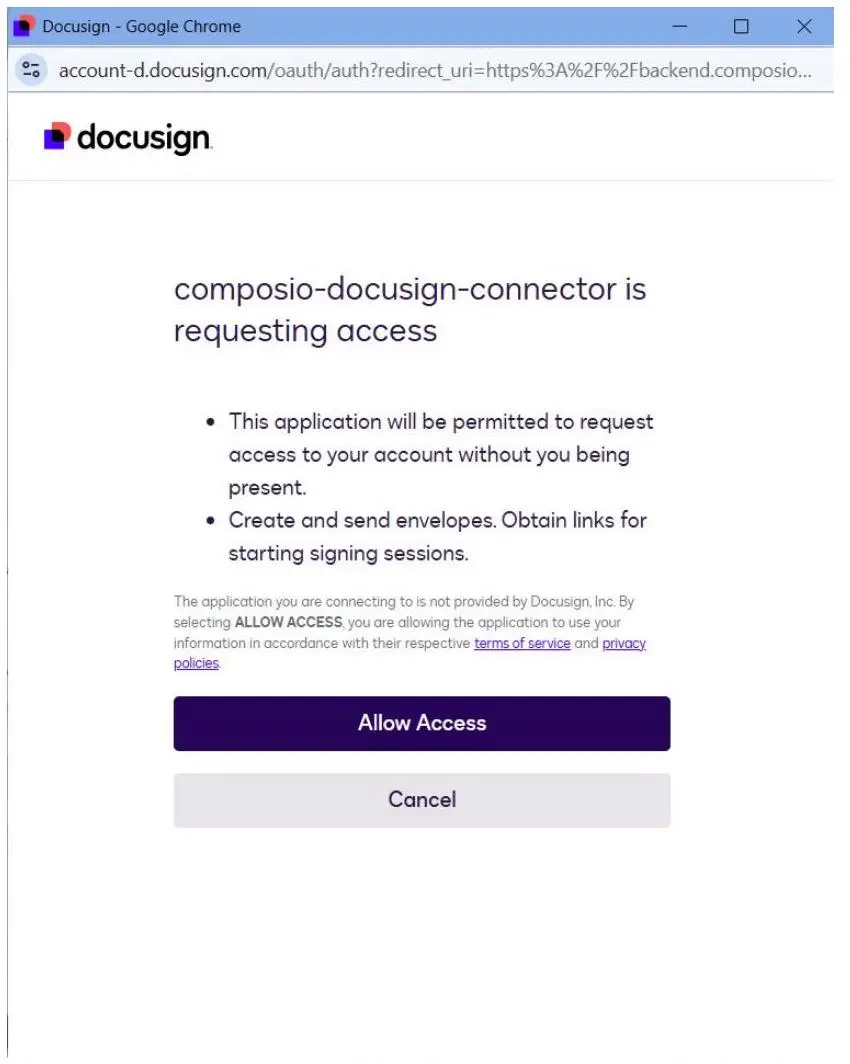 Docusign - Google Chrome
account-d.docusign.com/oauth/auth?redirect_uri=https%3A%2F%2Fbackend.composio...
docusign
composio-docusign-connector is
requesting access
• This application will be permitted to request
access to your account without you being
present.
• Create and send envelopes. Obtain links for
starting signing sessions.
The application you are connecting to is not provided by Docusign, Inc. By
selecting ALLOW ACCESS, you are allowing the application to use your
information in accordance with their respective terms of service and privacy
policies.
Allow Access
Cancel